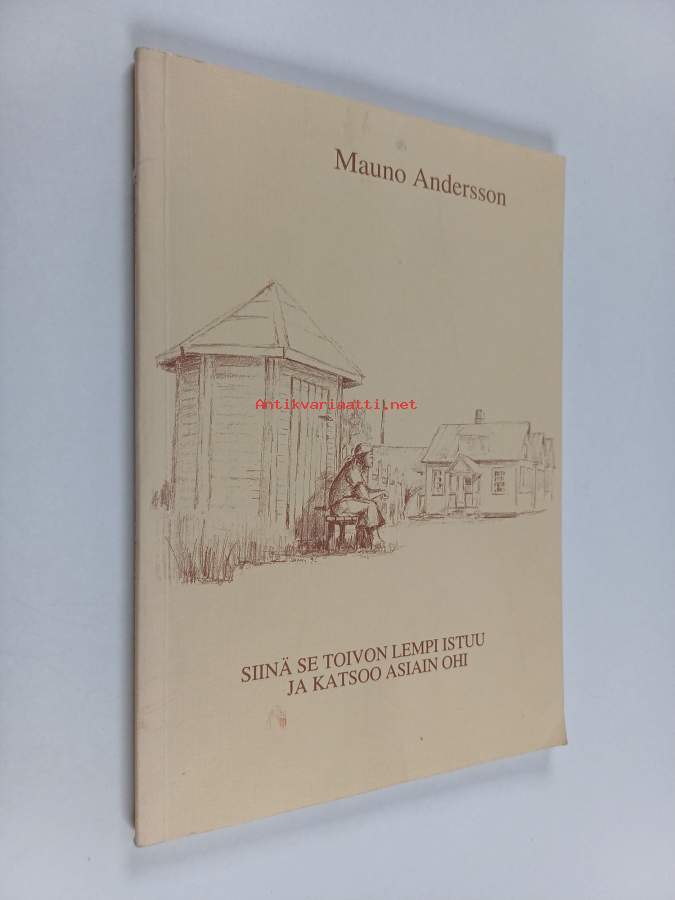 Mauno Andersson
Antikvariaatti.net
SIINÄ SE TOIVON LEMPI ISTUU
JA KATSOO ASIAIN OHI